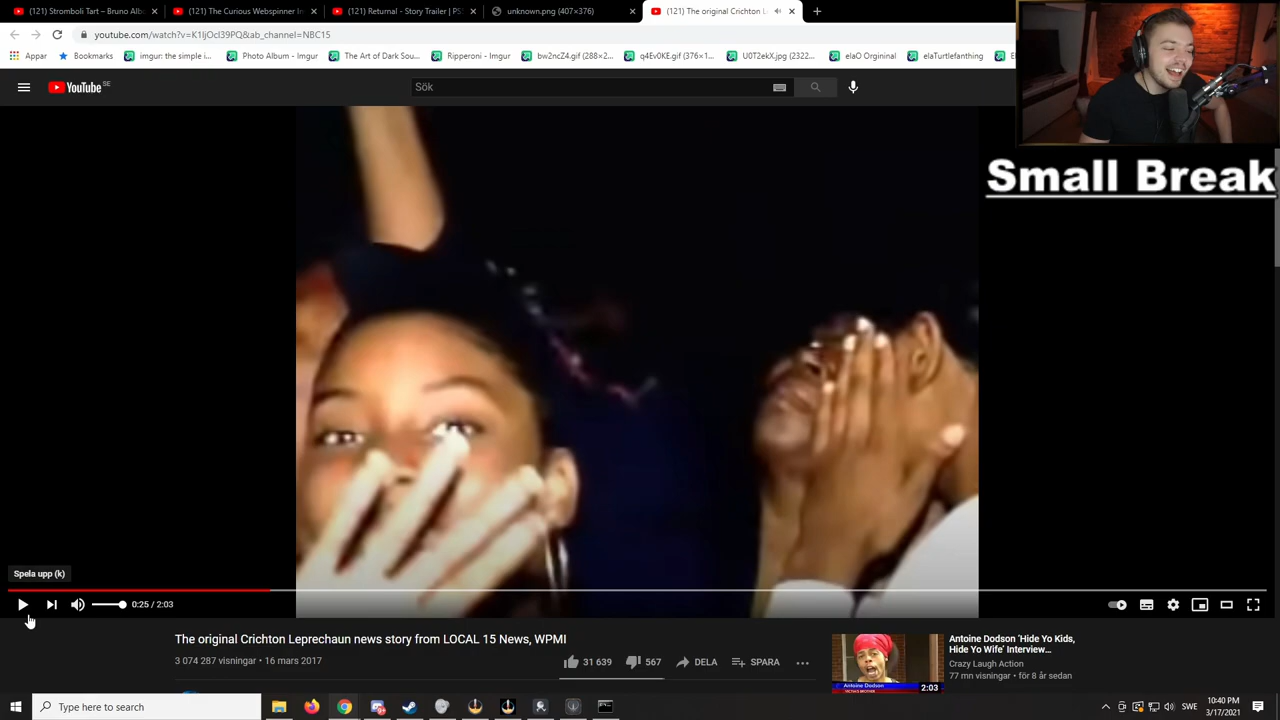 (121) Stromboli Tart – Bruno Alb
(121) The Curious Webspinner In
(121) Returnal - Story Trailer | PS5
unknown.png (407×376)
(121) The original Crichton L
youtube.com/watch?v=K1ljOcl39PQ&ab_channel=NBC15
Appar
Bookmarks
imgur: the simple i...
Photo Album - Imgur
The Art of Dark Sou...
Ripperoni - Imgur
bw2ncZ4.gif (288×2...
q4Ev0KE.gif (376×1...
U0T2ekX.jpg (2322...
elaO Orgininal
elaTurtlefanthing
YouTube SE
Sök
Small Break
Spela upp (k)
0:25 / 2:03
The original Crichton Leprechaun news story from LOCAL 15 News, WPMI
3 074 287 visningar • 16 mars 2017
31 639
567
DELA
SPARA
Antoine Dodson
2:03
Antoine Dodson 'Hide Yo Kids,
Hide Yo Wife' Interview...
Crazy Laugh Action
77 mn visningar • för 8 år sedan
Type here to search
SWE
10:40 PM
3/17/2021